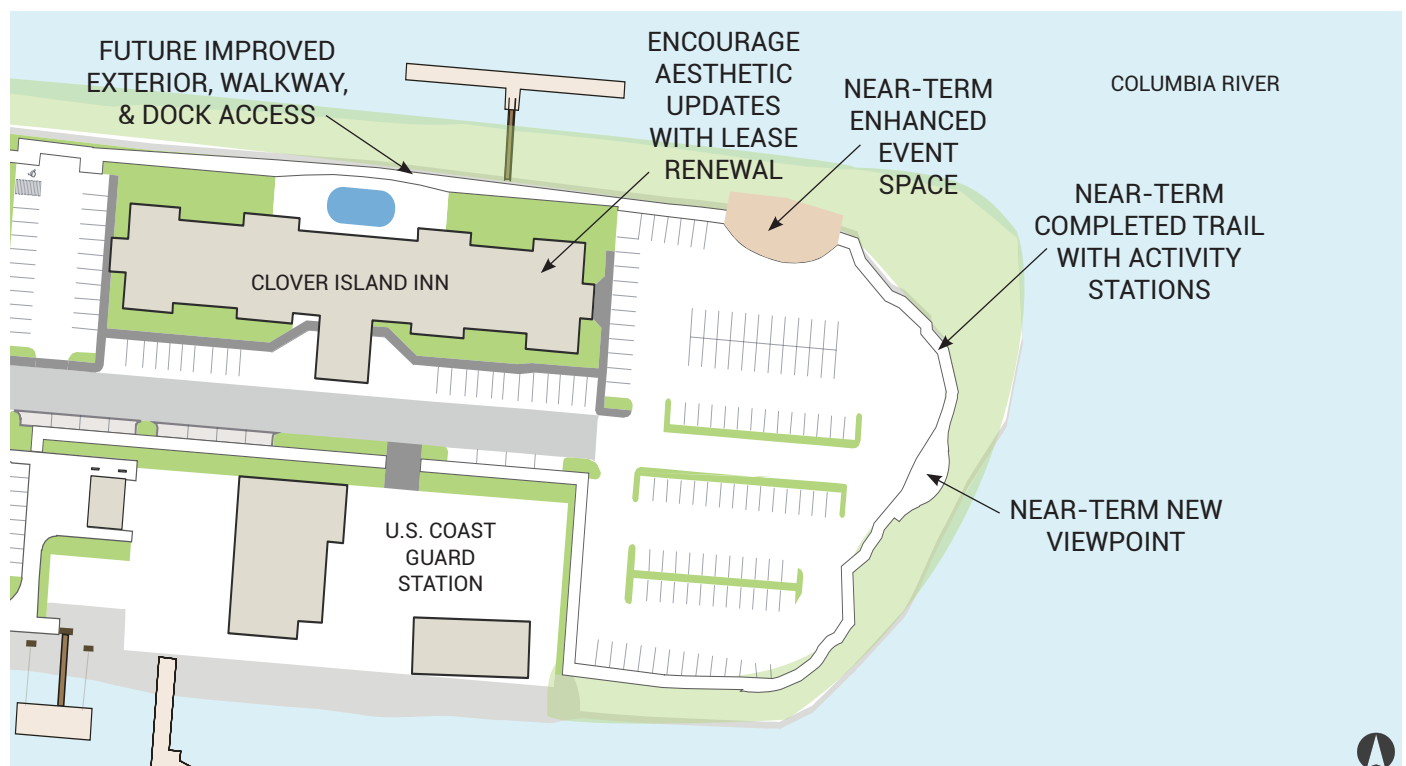 FUTURE IMPROVED
EXTERIOR, WALKWAY,
& DOCK ACCESS
ENCOURAGE
AESTHETIC
UPDATES
WITH LEASE
RENEWAL
NEAR-TERM
ENHANCED
EVENT
SPACE
COLUMBIA RIVER
NEAR-TERM
COMPLETED TRAIL
WITH ACTIVITY
STATIONS
CLOVER ISLAND INN
NEAR-TERM NEW
VIEWPOINT
U.S. COAST
GUARD
STATION